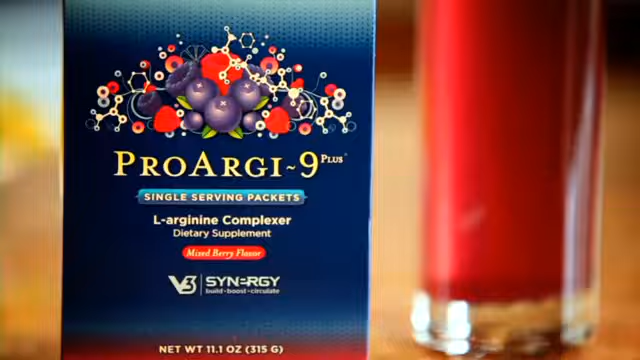 PROARGI~9 PLUS
SINGLE SERVING PACKETS
L-arginine Complexer
Dietary Supplement
Mixed Berry Flavor
V3 SYNERGY
build·boost·circulate
NET WT 11.1 OZ (315 G)